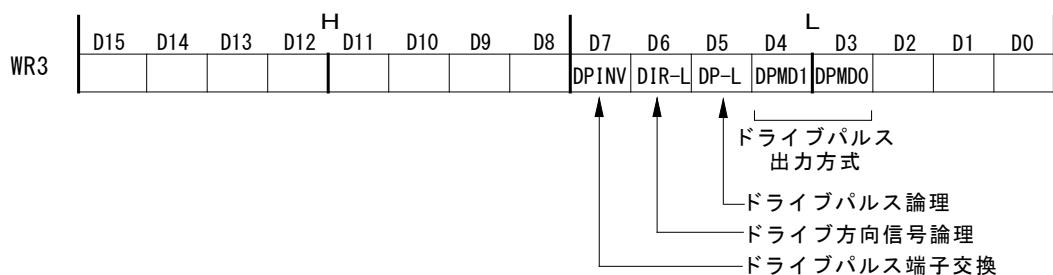 H L
D15 D14 D13 D12 D11 D10 D9 D8 D7 D6 D5 D4 D3 D2 D1 D0
WR3 DPINV DIR-L DP-L DPMD1 DPMD0
ドライブパルス
出力方式
ドライブパルス論理
ドライブ方向信号論理
ドライブパルス端子交換